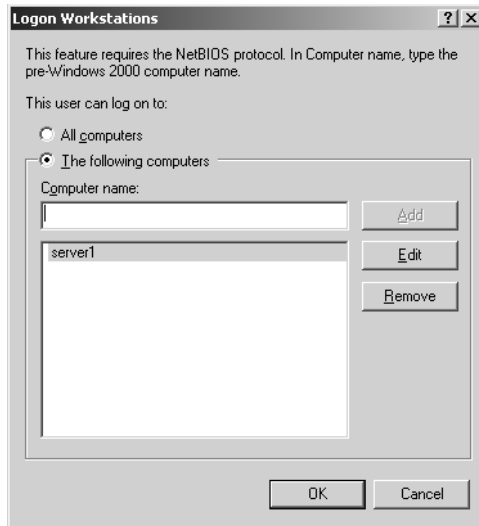 Logon Workstations
This feature requires the NetBIOS protocol. In Computer name, type the
pre-Windows 2000 computer name.
This user can log on to:
All computers
The following computers
Computer name:
Add
server1
Edit
Remove
OK
Cancel